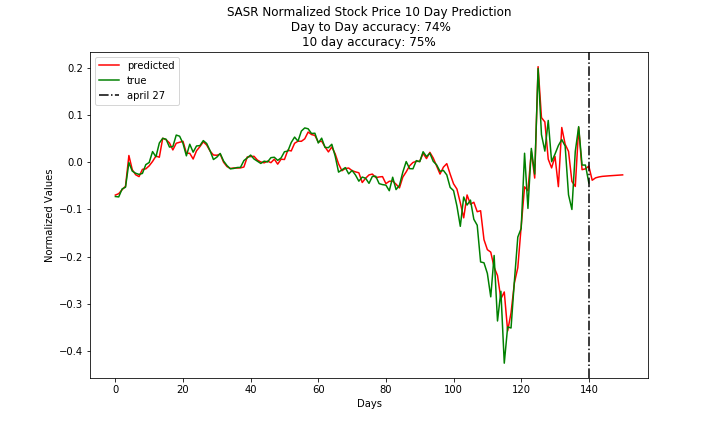 SASR Normalized Stock Price 10 Day Prediction
Day to Day accuracy: 74%
10 day accuracy: 75%
predicted
true
april 27
Normalized Values
0.2
0.1
0.0
−0.1
−0.2
−0.3
−0.4
0 20 40 60 80 100 120 140
Days